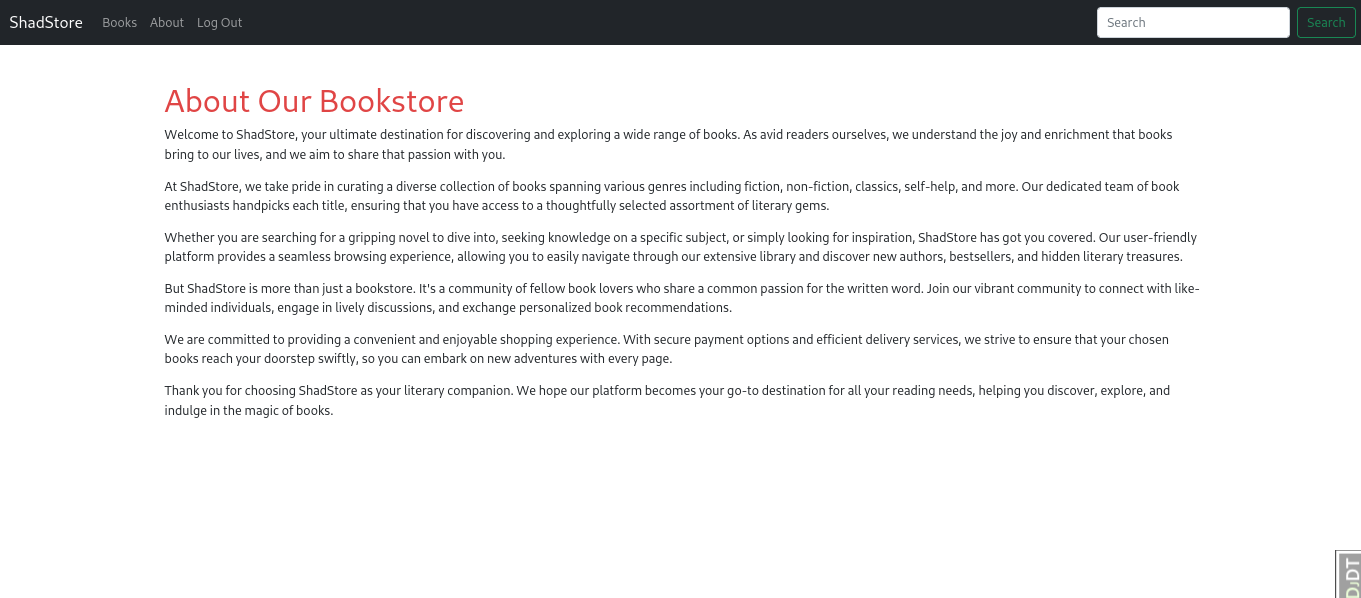 ShadStore Books About Log Out Search Search
About Our Bookstore
Welcome to ShadStore, your ultimate destination for discovering and exploring a wide range of books. As avid readers ourselves, we understand the joy and enrichment that books
bring to our lives, and we aim to share that passion with you.
At ShadStore, we take pride in curating a diverse collection of books spanning various genres including fiction, non-fiction, classics, self-help, and more. Our dedicated team of book
enthusiasts handpicks each title, ensuring that you have access to a thoughtfully selected assortment of literary gems.
Whether you are searching for a gripping novel to dive into, seeking knowledge on a specific subject, or simply looking for inspiration, ShadStore has got you covered. Our user-friendly
platform provides a seamless browsing experience, allowing you to easily navigate through our extensive library and discover new authors, bestsellers, and hidden literary treasures.
But ShadStore is more than just a bookstore. It's a community of fellow book lovers who share a common passion for the written word. Join our vibrant community to connect with like-
minded individuals, engage in lively discussions, and exchange personalized book recommendations.
We are committed to providing a convenient and enjoyable shopping experience. With secure payment options and efficient delivery services, we strive to ensure that your chosen
books reach your doorstep swiftly, so you can embark on new adventures with every page.
Thank you for choosing ShadStore as your literary companion. We hope our platform becomes your go-to destination for all your reading needs, helping you discover, explore, and
indulge in the magic of books.
DjDT